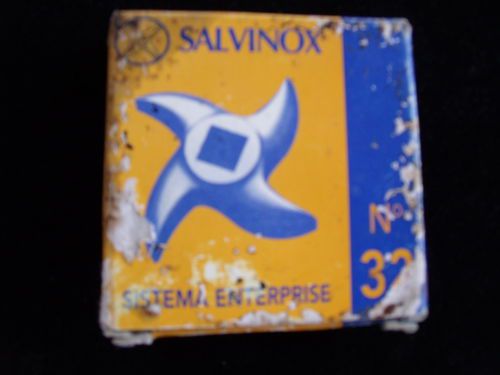 SALVINOX
Nº
32
SISTEMA ENTERPRISE